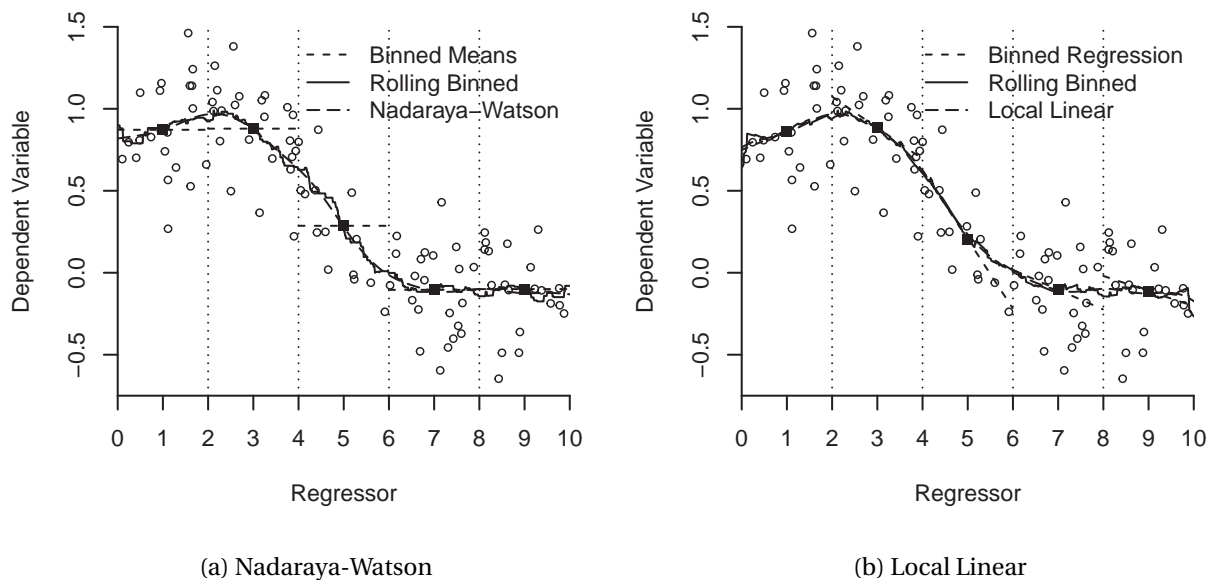 1.5
1.0
0.5
0.0
−0.5
Dependent Variable
Binned Means
Rolling Binned
Nadaraya−Watson
0 1 2 3 4 5 6 7 8 9 10
Regressor
(a) Nadaraya-Watson
1.5
1.0
0.5
0.0
−0.5
Dependent Variable
Binned Regression
Rolling Binned
Local Linear
0 1 2 3 4 5 6 7 8 9 10
Regressor
(b) Local Linear